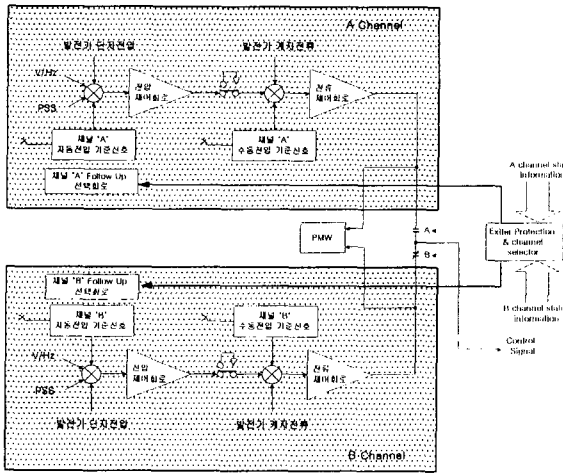 A Channel
발전기 단자전압
발전기 계자전류
V/Hz
PSS
전압
제어회로
전류
제어회로
채널 "A"
자동전압 기준신호
채널 "A"
수동전압 기준신호
채널 "A" Follow Up
선택회로
A channel state
information
PMW
A
B
Exiter Protection
& channel
selector
B channel state
information
Control
Signal
채널 "B" Follow Up
선택회로
채널 "B"
자동전압 기준신호
채널 "B"
수동전압 기준신호
V/Hz
PSS
전압
제어회로
전류
제어회로
발전기 단자전압
발전기 계자전류
B Channel